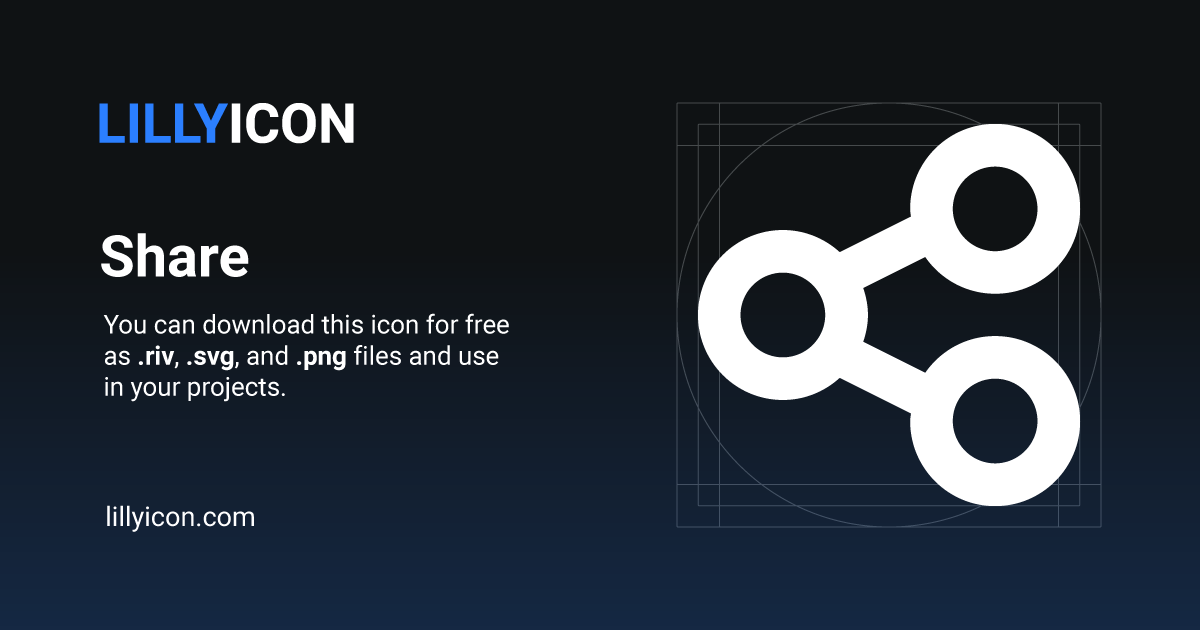 LILLYICON
Share
You can download this icon for free
as .riv, .svg, and .png files and use
in your projects.
lillyicon.com